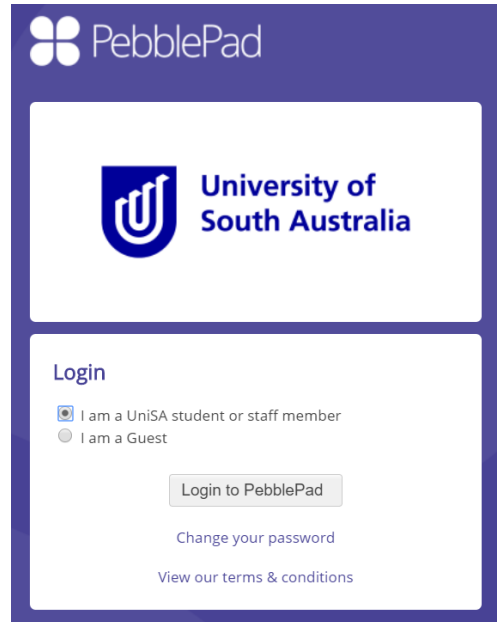 PebblePad
University of
South Australia
Login
I am a UniSA student or staff member
I am a Guest
Login to PebblePad
Change your password
View our terms & conditions